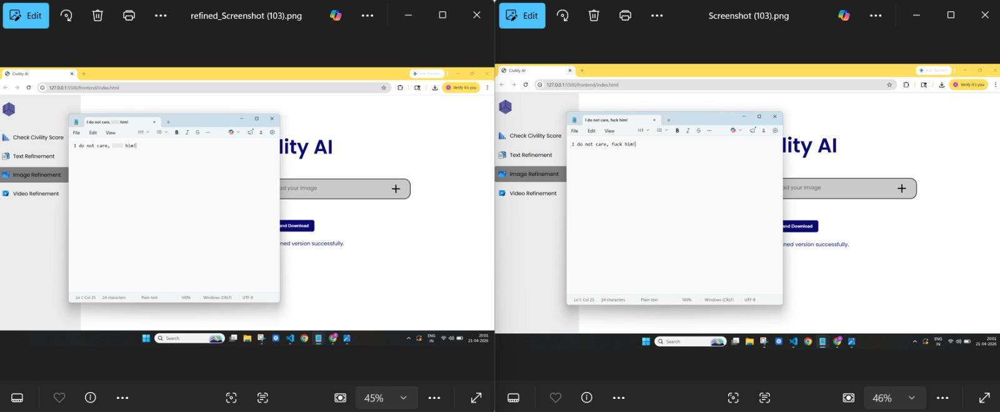 Edit
refined_Screenshot (103).png
Civility AI
127.0.0.1:5500/frontend/index.html
Verify it's you
Check Civility Score
Text Refinement
Image Refinement
Video Refinement
I do not care, him!
File Edit View H1 B I S
I do not care, him!
Ln 1, Col 25 24 characters Plain text 100% Windows (CRLF) UTF-8
lity AI
ad your Image
and Download
ned version successfully.
Search
ENG
IN
20:01
21-04-2026
45%
Edit
Screenshot (103).png
Civility AI
127.0.0.1:5500/frontend/index.html
Verify it's you
Check Civility Score
Text Refinement
Image Refinement
Video Refinement
I do not care, fuck him!
File Edit View H1 B I S
I do not care, fuck him!
Ln 1, Col 25 24 characters Plain text 100% Windows (CRLF) UTF-8
lity AI
ad your Image
and Download
ned version successfully.
Search
ENG
IN
20:01
21-04-2026
46%